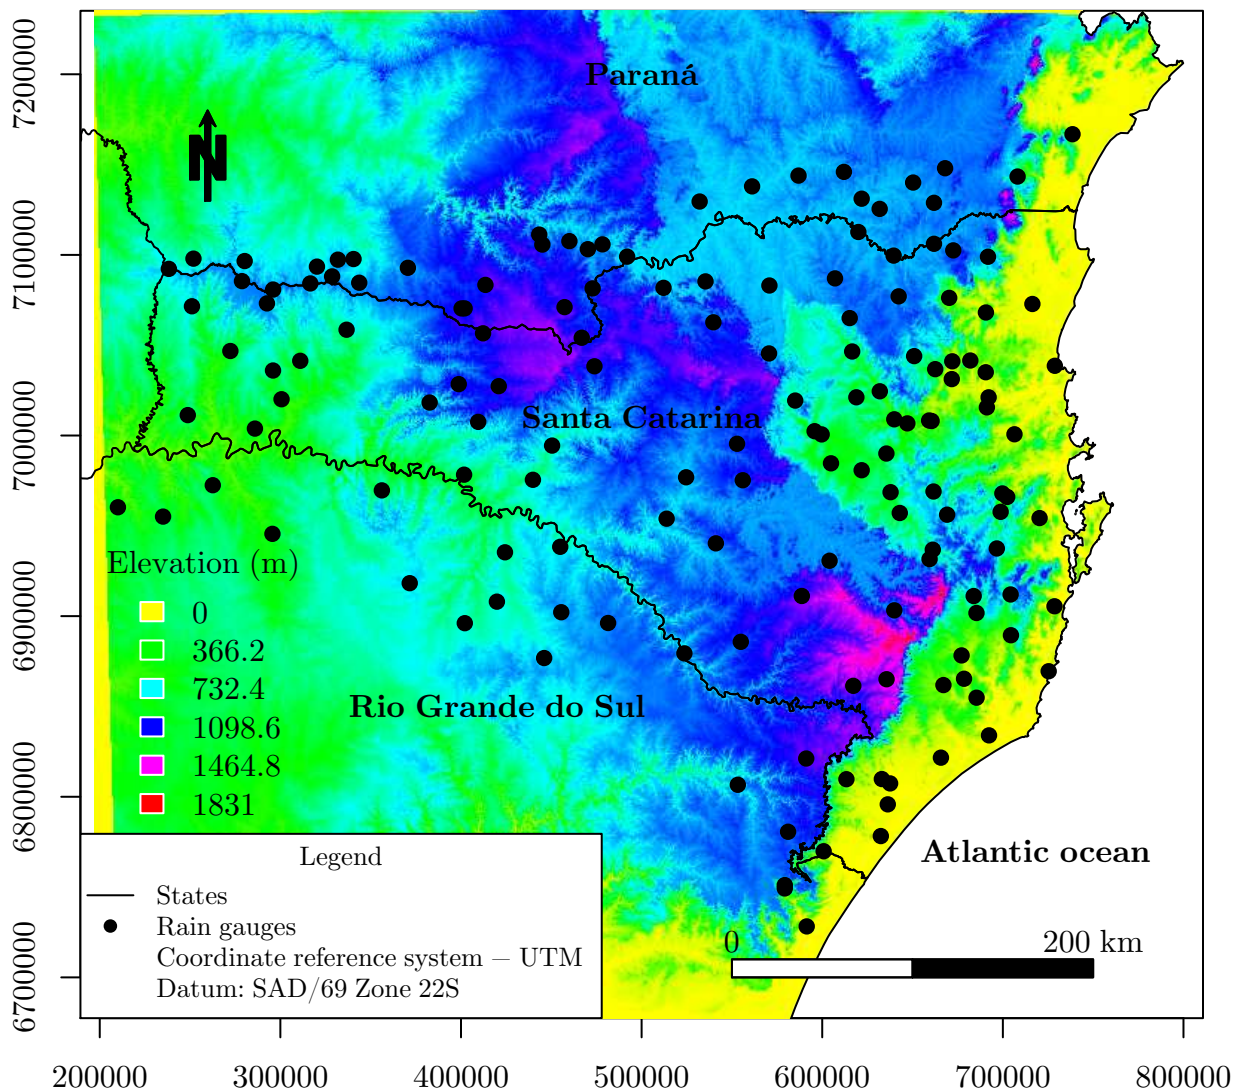 7200000
7100000
7000000
6900000
6800000
6700000
Paraná
N
Santa Catarina
Elevation (m)
0
366.2
732.4
1098.6
1464.8
1831
Rio Grande do Sul
Atlantic ocean
Legend
States
Rain gauges
Coordinate reference system – UTM
Datum: SAD/69 Zone 22S
0 200 km
200000 300000 400000 500000 600000 700000 800000